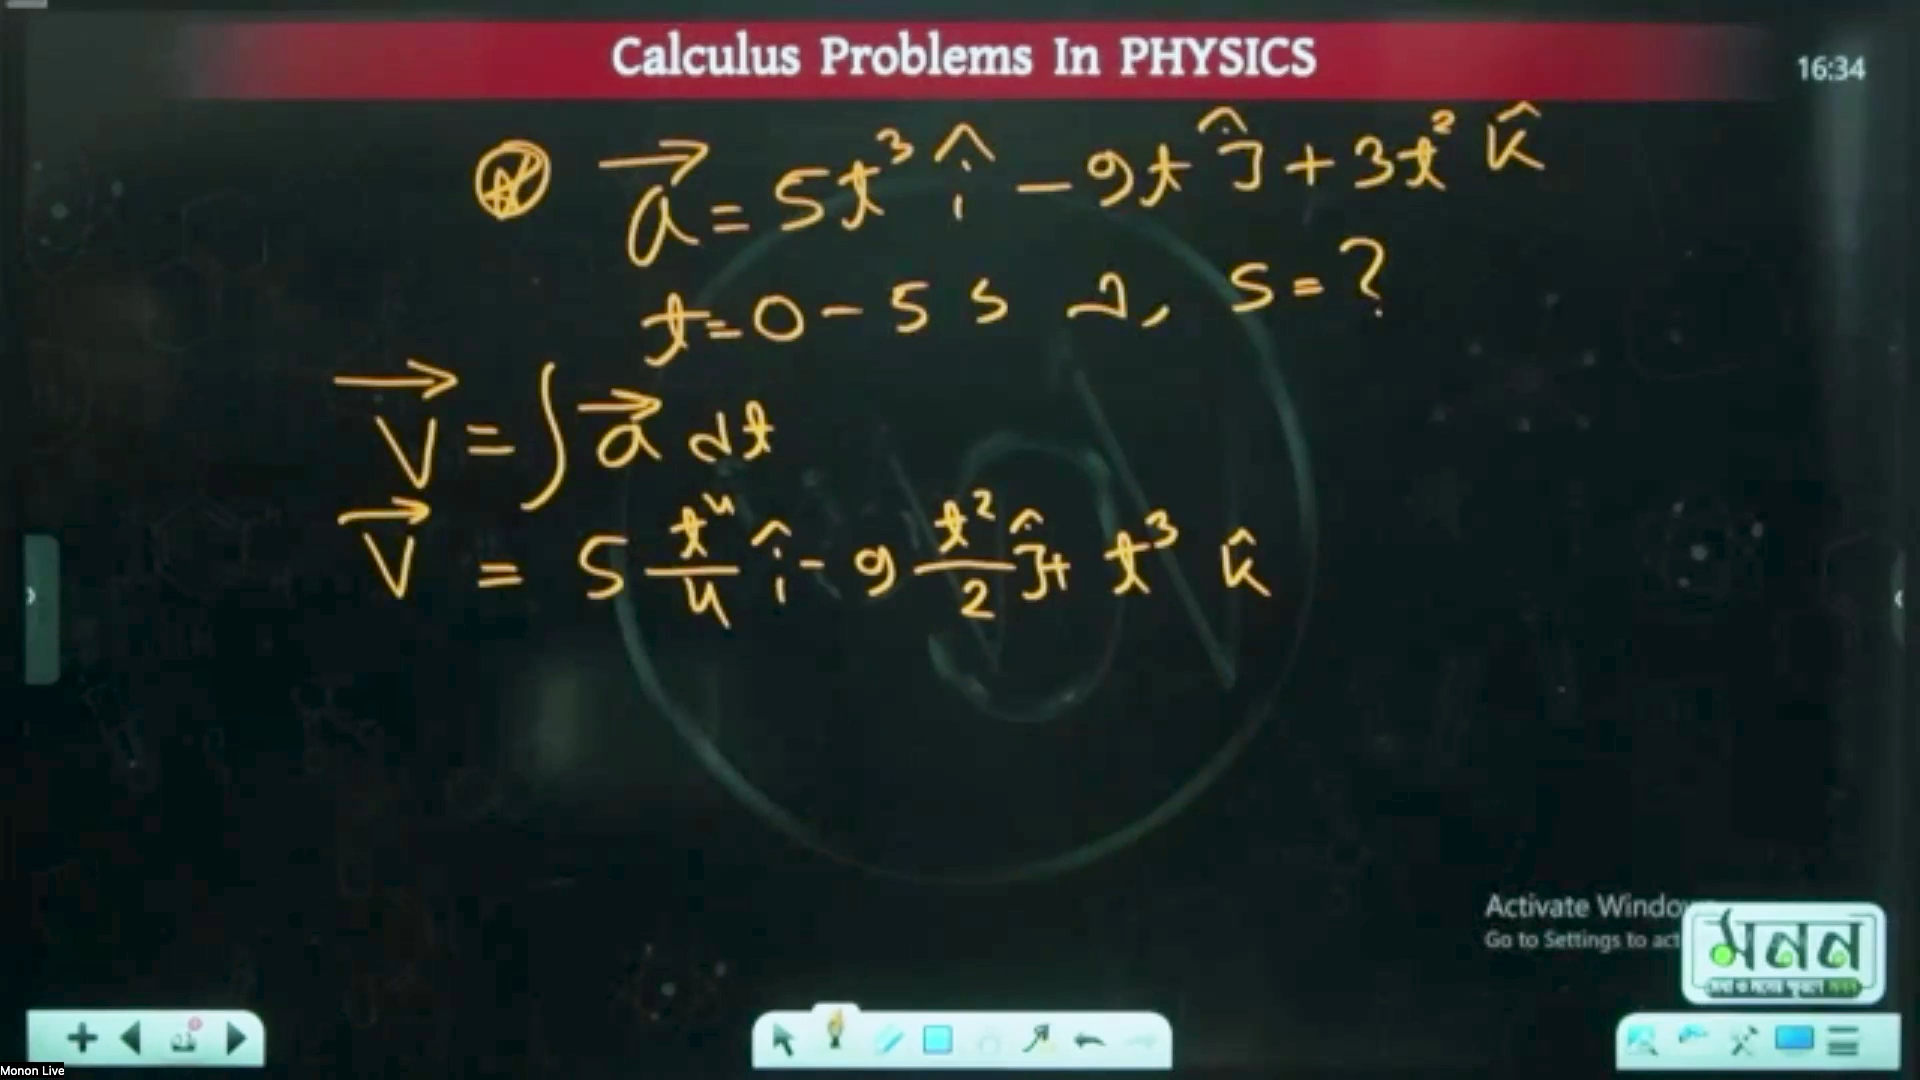 Calculus Problems In PHYSICS
16:34
a⃗ = 5t³ î − 9t ĵ + 3t² k̂
t = 0 − 5 s এ, s = ?
v⃗ = ∫ a⃗ dt
v⃗ = 5 t⁴/4 î − 9 t²/2 ĵ + t³ k̂
Activate Windo
Go to Settings to act
মনন
Monon Live